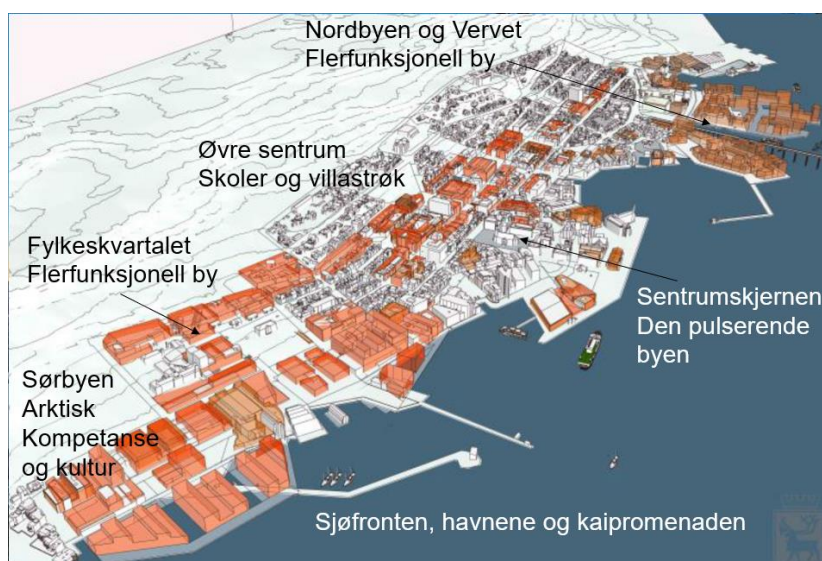 Nordbyen og Vervet
Flerfunksjonell by
Øvre sentrum
Skoler og villastrøk
Fylkeskvartalet
Flerfunksjonell by
Sentrumskjernen
Den pulserende
byen
Sørbyen
Arktisk
Kompetanse
og kultur
Sjøfronten, havnene og kaipromenaden